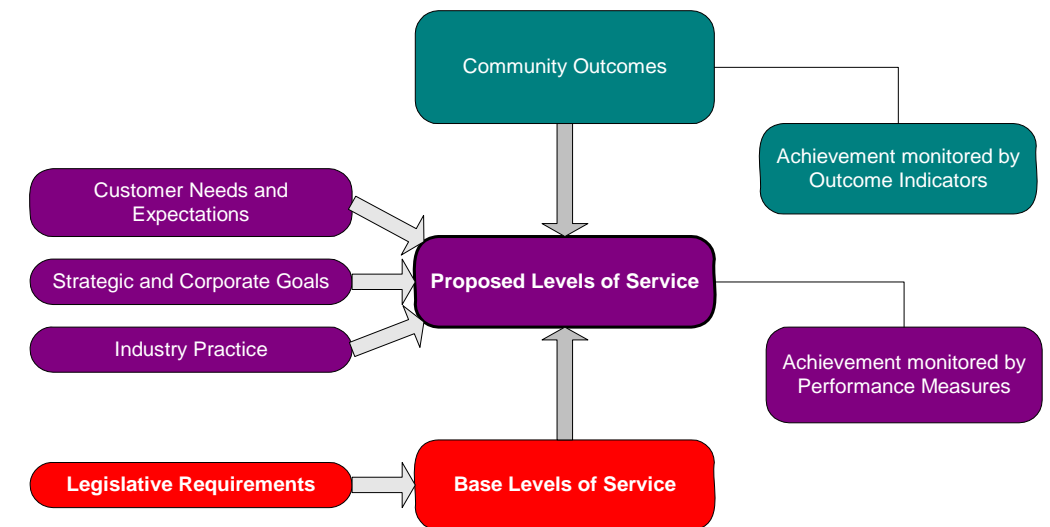 Community Outcomes
Achievement monitored by
Outcome Indicators
Customer Needs and
Expectations
Strategic and Corporate Goals
Proposed Levels of Service
Industry Practice
Achievement monitored by
Performance Measures
Legislative Requirements
Base Levels of Service